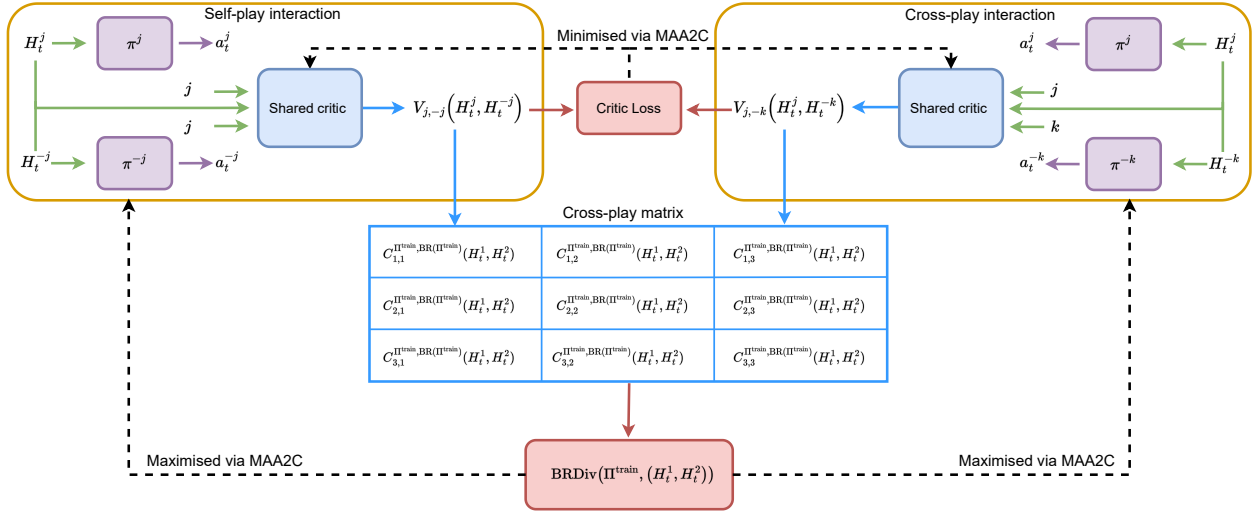 Self-play interaction
Cross-play interaction
H_t^j
π^j
a_t^j
Minimised via MAA2C
a_t^j
π^j
H_t^j
j
Shared critic
V_{j,-j}(H_t^j, H_t^{-j})
Critic Loss
V_{j,-k}(H_t^j, H_t^{-k})
Shared critic
j
j
k
H_t^{-j}
π^{-j}
a_t^{-j}
a_t^{-k}
π^{-k}
H_t^{-k}
Cross-play matrix
C_{1,1}^{Π^{train},BR(Π^{train})}(H_t^1, H_t^2) C_{1,2}^{Π^{train},BR(Π^{train})}(H_t^1, H_t^2) C_{1,3}^{Π^{train},BR(Π^{train})}(H_t^1, H_t^2)
C_{2,1}^{Π^{train},BR(Π^{train})}(H_t^1, H_t^2) C_{2,2}^{Π^{train},BR(Π^{train})}(H_t^1, H_t^2) C_{2,3}^{Π^{train},BR(Π^{train})}(H_t^1, H_t^2)
C_{3,1}^{Π^{train},BR(Π^{train})}(H_t^1, H_t^2) C_{3,2}^{Π^{train},BR(Π^{train})}(H_t^1, H_t^2) C_{3,3}^{Π^{train},BR(Π^{train})}(H_t^1, H_t^2)
Maximised via MAA2C
BRDiv(Π^{train}, (H_t^1, H_t^2))
Maximised via MAA2C